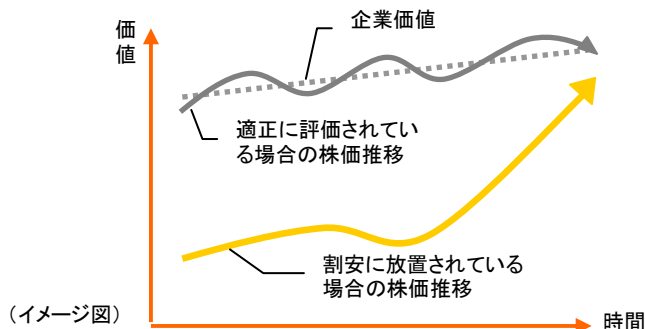 価
値
企業価値
適正に評価されてい
る場合の株価推移
割安に放置されている
場合の株価推移
（イメージ図）
時間